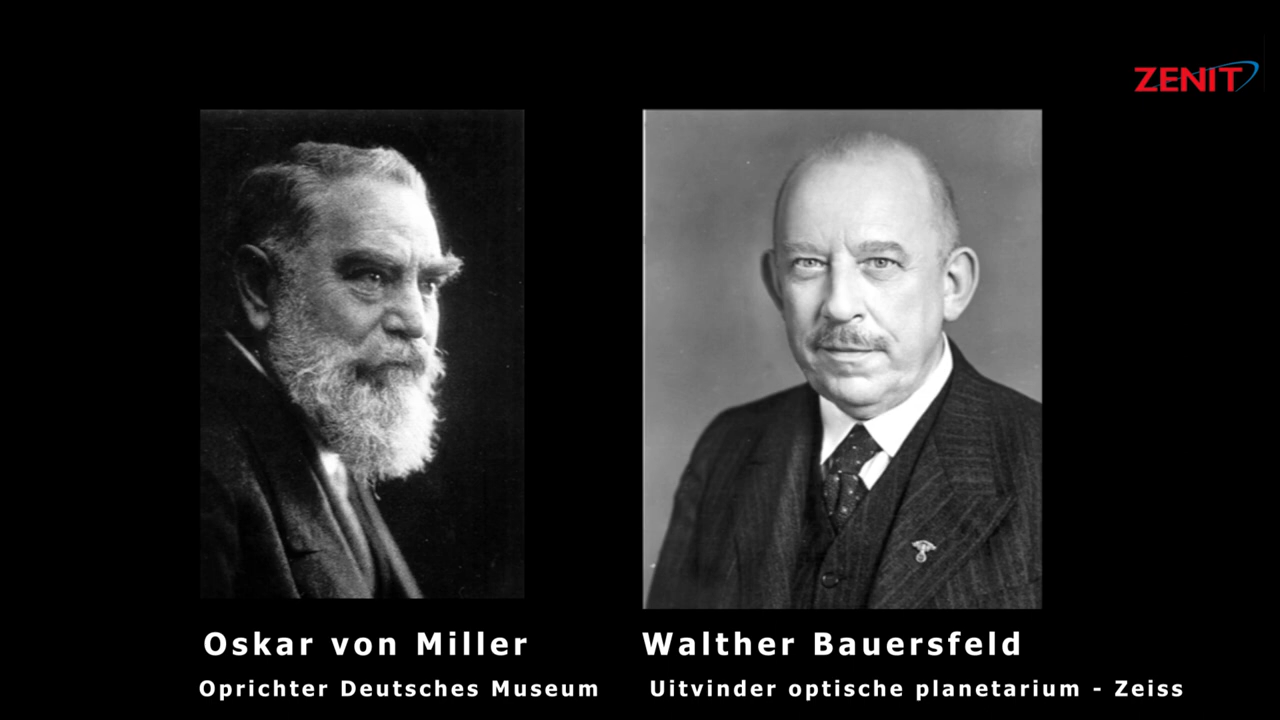 ZENIT
Oskar von Miller
Oprichter Deutsches Museum
Walther Bauersfeld
Uitvinder optische planetarium - Zeiss